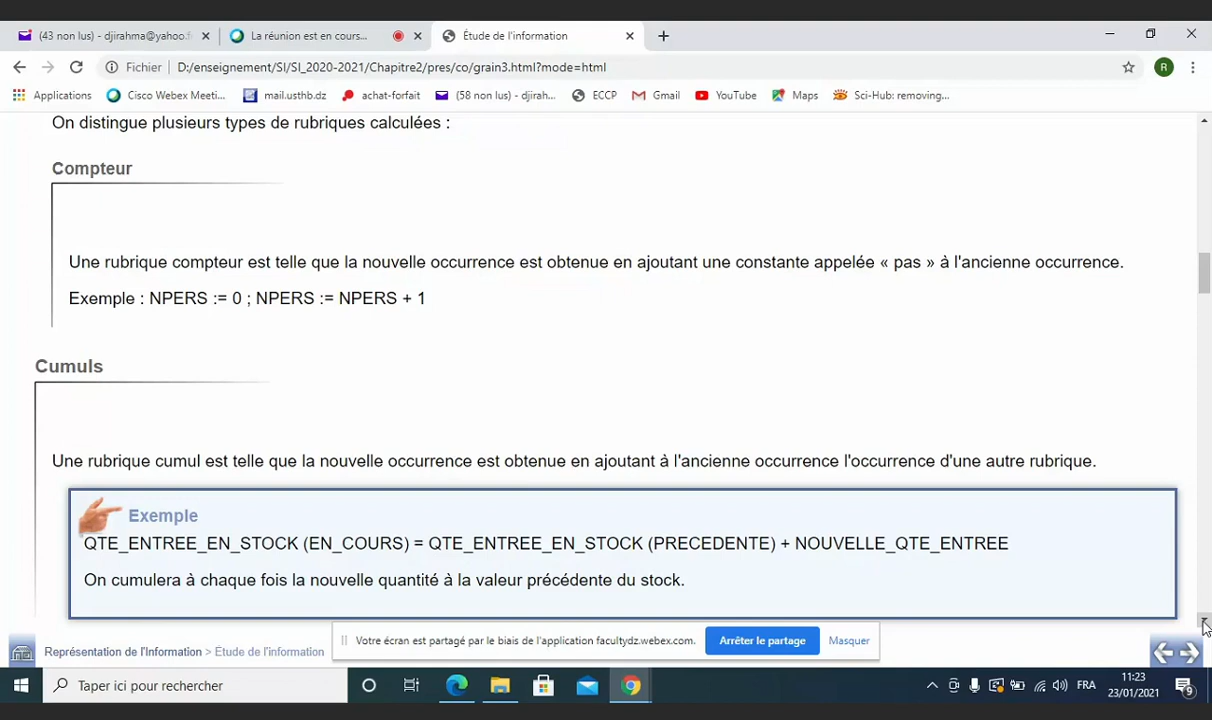 (43 non lus) - djirahma@yahoo.f
La réunion est en cours...
Étude de l'information
Fichier
D:/enseignement/SI/SI_2020-2021/Chapitre2/pres/co/grain3.html?mode=html
R
Applications
Cisco Webex Meeti...
mail.usthb.dz
achat-forfait
(58 non lus) - djirah...
ECCP
Gmail
YouTube
Maps
Sci-Hub: removing...
On distingue plusieurs types de rubriques calculées :
Compteur
Une rubrique compteur est telle que la nouvelle occurrence est obtenue en ajoutant une constante appelée « pas » à l'ancienne occurrence.
Exemple : NPERS := 0 ; NPERS := NPERS + 1
Cumuls
Une rubrique cumul est telle que la nouvelle occurrence est obtenue en ajoutant à l'ancienne occurrence l'occurrence d'une autre rubrique.
Exemple
QTE_ENTREE_EN_STOCK (EN_COURS) = QTE_ENTREE_EN_STOCK (PRECEDENTE) + NOUVELLE_QTE_ENTREE
On cumulera à chaque fois la nouvelle quantité à la valeur précédente du stock.
Votre écran est partagé par le biais de l'application facultydz.webex.com.
Arrêter le partage
Masquer
Représentation de l'Information > Étude de l'information
Taper ici pour rechercher
FRA
11:23
23/01/2021
9